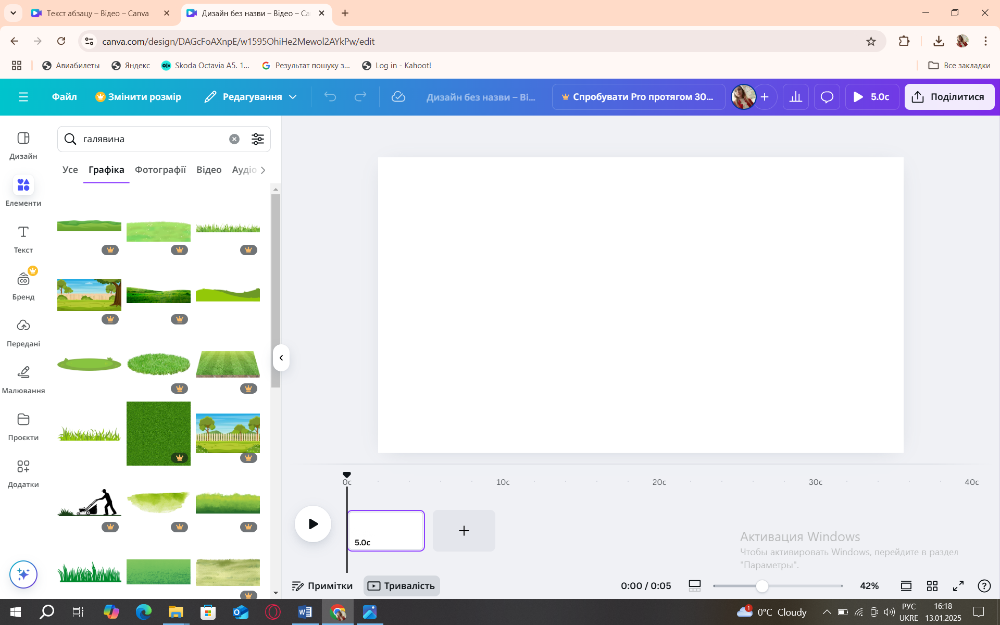 Текст абзацу – Відео – Canva
Дизайн без назви – Відео – Ca
canva.com/design/DAGcFoAXnpE/w1595OhiHe2Mewol2AYkPw/edit
Авиабилеты
Яндекс
Skoda Octavia A5. 1...
Результат пошуку з...
Log in - Kahoot!
Все закладки
Файл
Змінити розмір
Редагування
Дизайн без назви – Ві...
Спробувати Pro протягом 30...
5.0с
Поділитися
Дизайн
Елементи
Текст
Бренд
Передані
Малювання
Проєкти
Додатки
галявина
Усе
Графіка
Фотографії
Відео
Аудіо
0с
10с
20с
30с
40с
5.0с
Активация Windows
Чтобы активировать Windows, перейдите в раздел
"Параметры".
Примітки
Тривалість
0:00 / 0:05
42%
1
0°C Cloudy
РУС
UKRE
16:18
13.01.2025